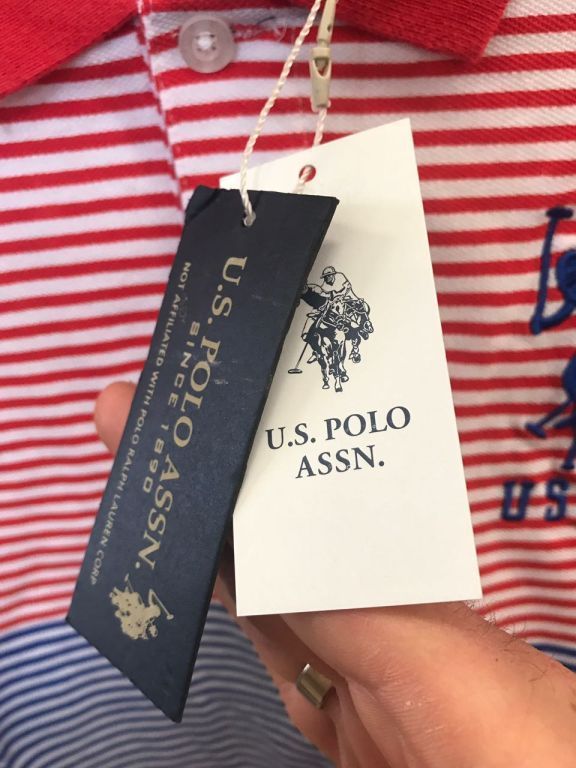 U.S. POLO ASSN.
SINCE 1890
NOT AFFILIATED WITH POLO RALPH LAUREN CORP
U.S. POLO
ASSN.
US